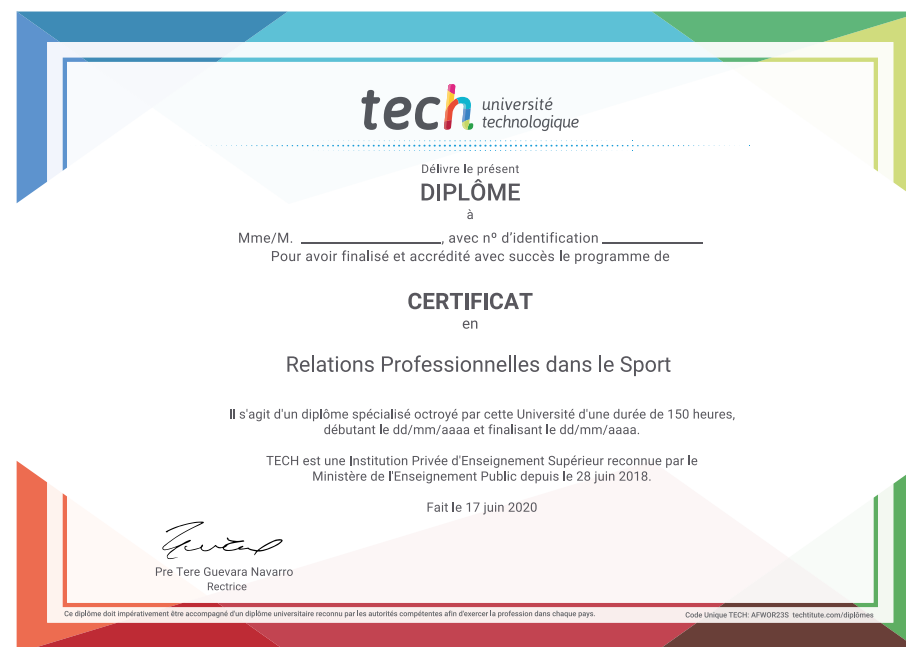 tech université
technologique
Délivre le présent
DIPLÔME
à
Mme/M. ____________________, avec nº d'identification ______________
Pour avoir finalisé et accrédité avec succès le programme de
CERTIFICAT
en
Relations Professionnelles dans le Sport
Il s'agit d'un diplôme spécialisé octroyé par cette Université d'une durée de 150 heures,
débutant le dd/mm/aaaa et finalisant le dd/mm/aaaa.
TECH est une Institution Privée d'Enseignement Supérieur reconnue par le
Ministère de l'Enseignement Public depuis le 28 juin 2018.
Fait le 17 juin 2020
Pre Tere Guevara Navarro
Rectrice
Ce diplôme doit impérativement être accompagné d'un diplôme universitaire reconnu par les autorités compétentes afin d'exercer la profession dans chaque pays.
Code Unique TECH: AFWOR23S techtitute.com/diplômes